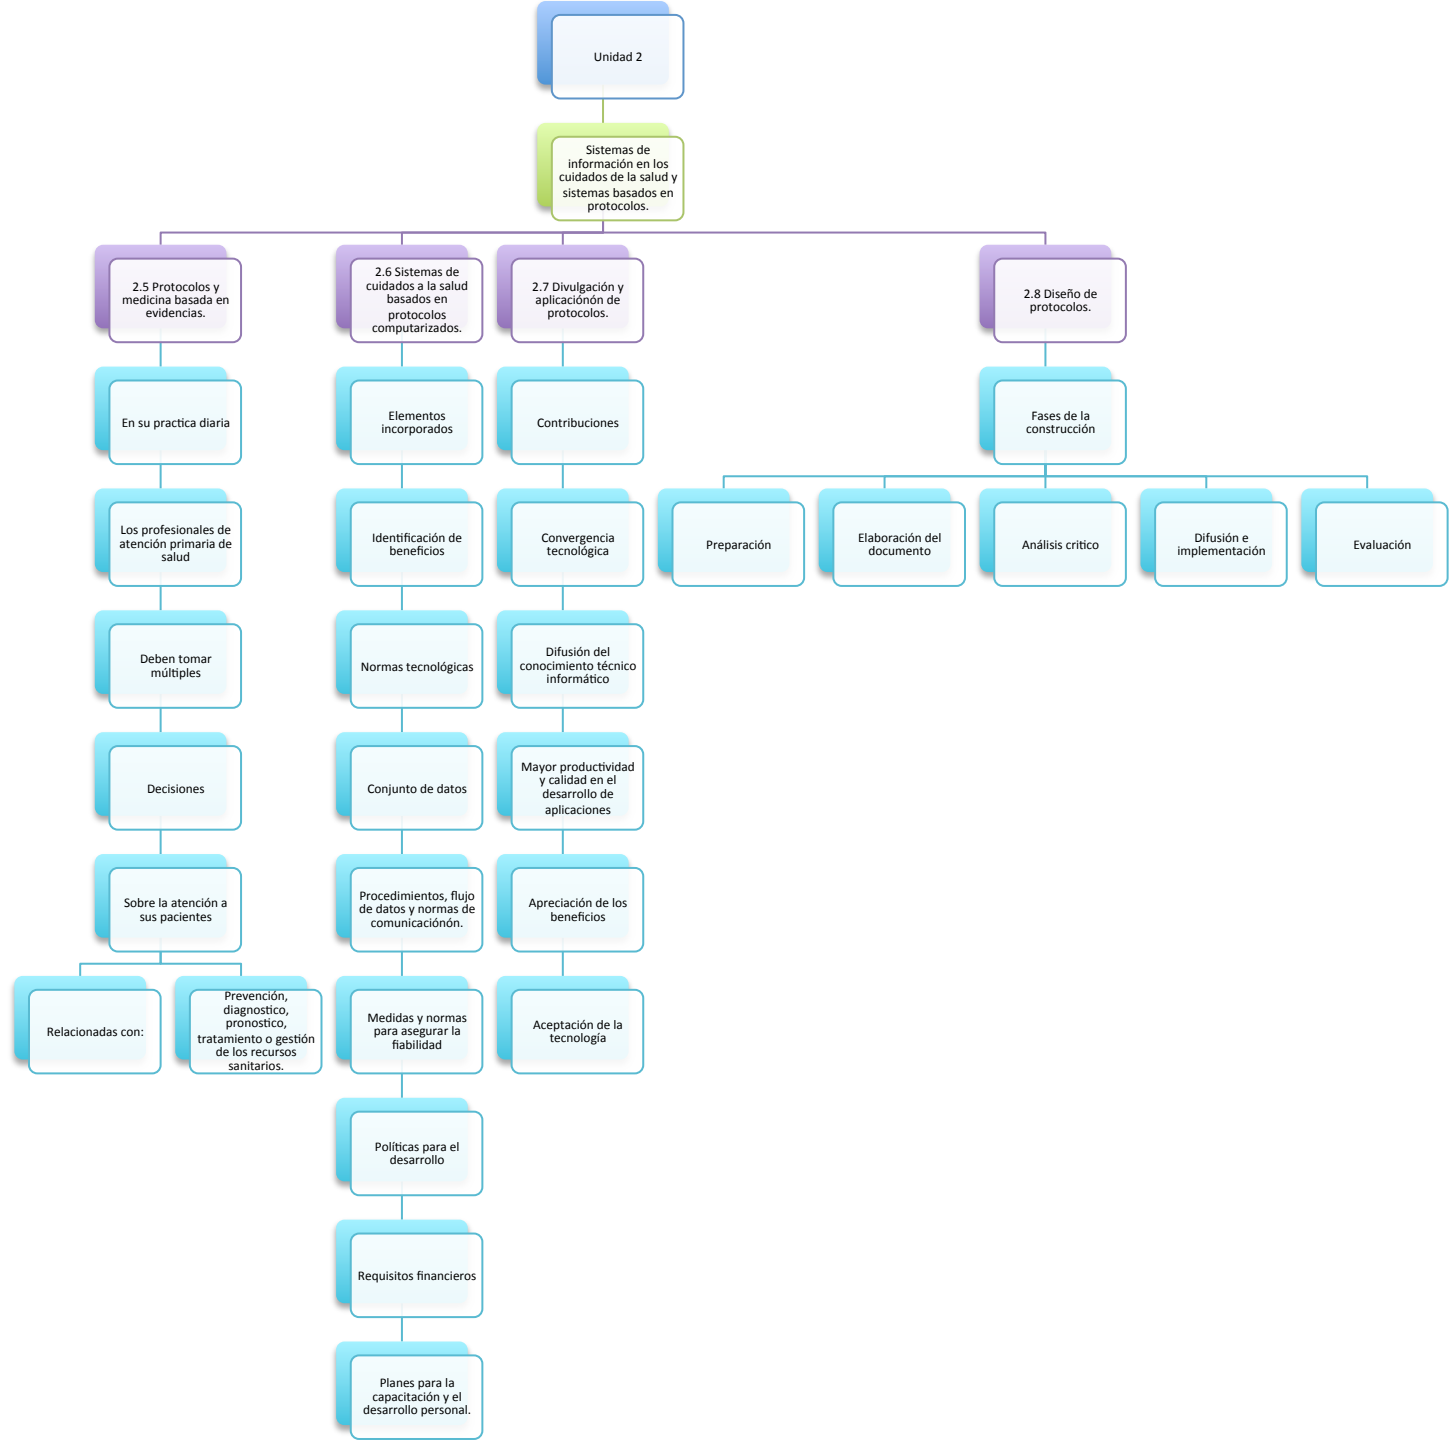 Unidad 2
Sistemas de
información en los
cuidados de la salud y
sistemas basados en
protocolos.
2.5 Protocolos y
medicina basada en
evidencias.
En su practica diaria
Los profesionales de
atención primaria de
salud
Deben tomar
múltiples
Decisiones
Sobre la atención a
sus pacientes
Relacionadas con:
Prevención,
diagnostico,
pronostico,
tratamiento o gestión
de los recursos
sanitarios.
2.6 Sistemas de
cuidados a la salud
basados en
protocolos
computarizados.
Elementos
incorporados
Identificación de
beneficios
Normas tecnológicas
Conjunto de datos
Procedimientos, flujo
de datos y normas de
comunicaciónón.
Medidas y normas
para asegurar la
fiabilidad
Políticas para el
desarrollo
Requisitos financieros
Planes para la
capacitación y el
desarrollo personal.
2.7 Divulgación y
aplicaciónón de
protocolos.
Contribuciones
Convergencia
tecnológica
Difusión del
conocimiento técnico
informático
Mayor productividad
y calidad en el
desarrollo de
aplicaciones
Apreciación de los
beneficios
Aceptación de la
tecnología
2.8 Diseño de
protocolos.
Fases de la
construcción
Preparación
Elaboración del
documento
Análisis critico
Difusión e
implementación
Evaluación